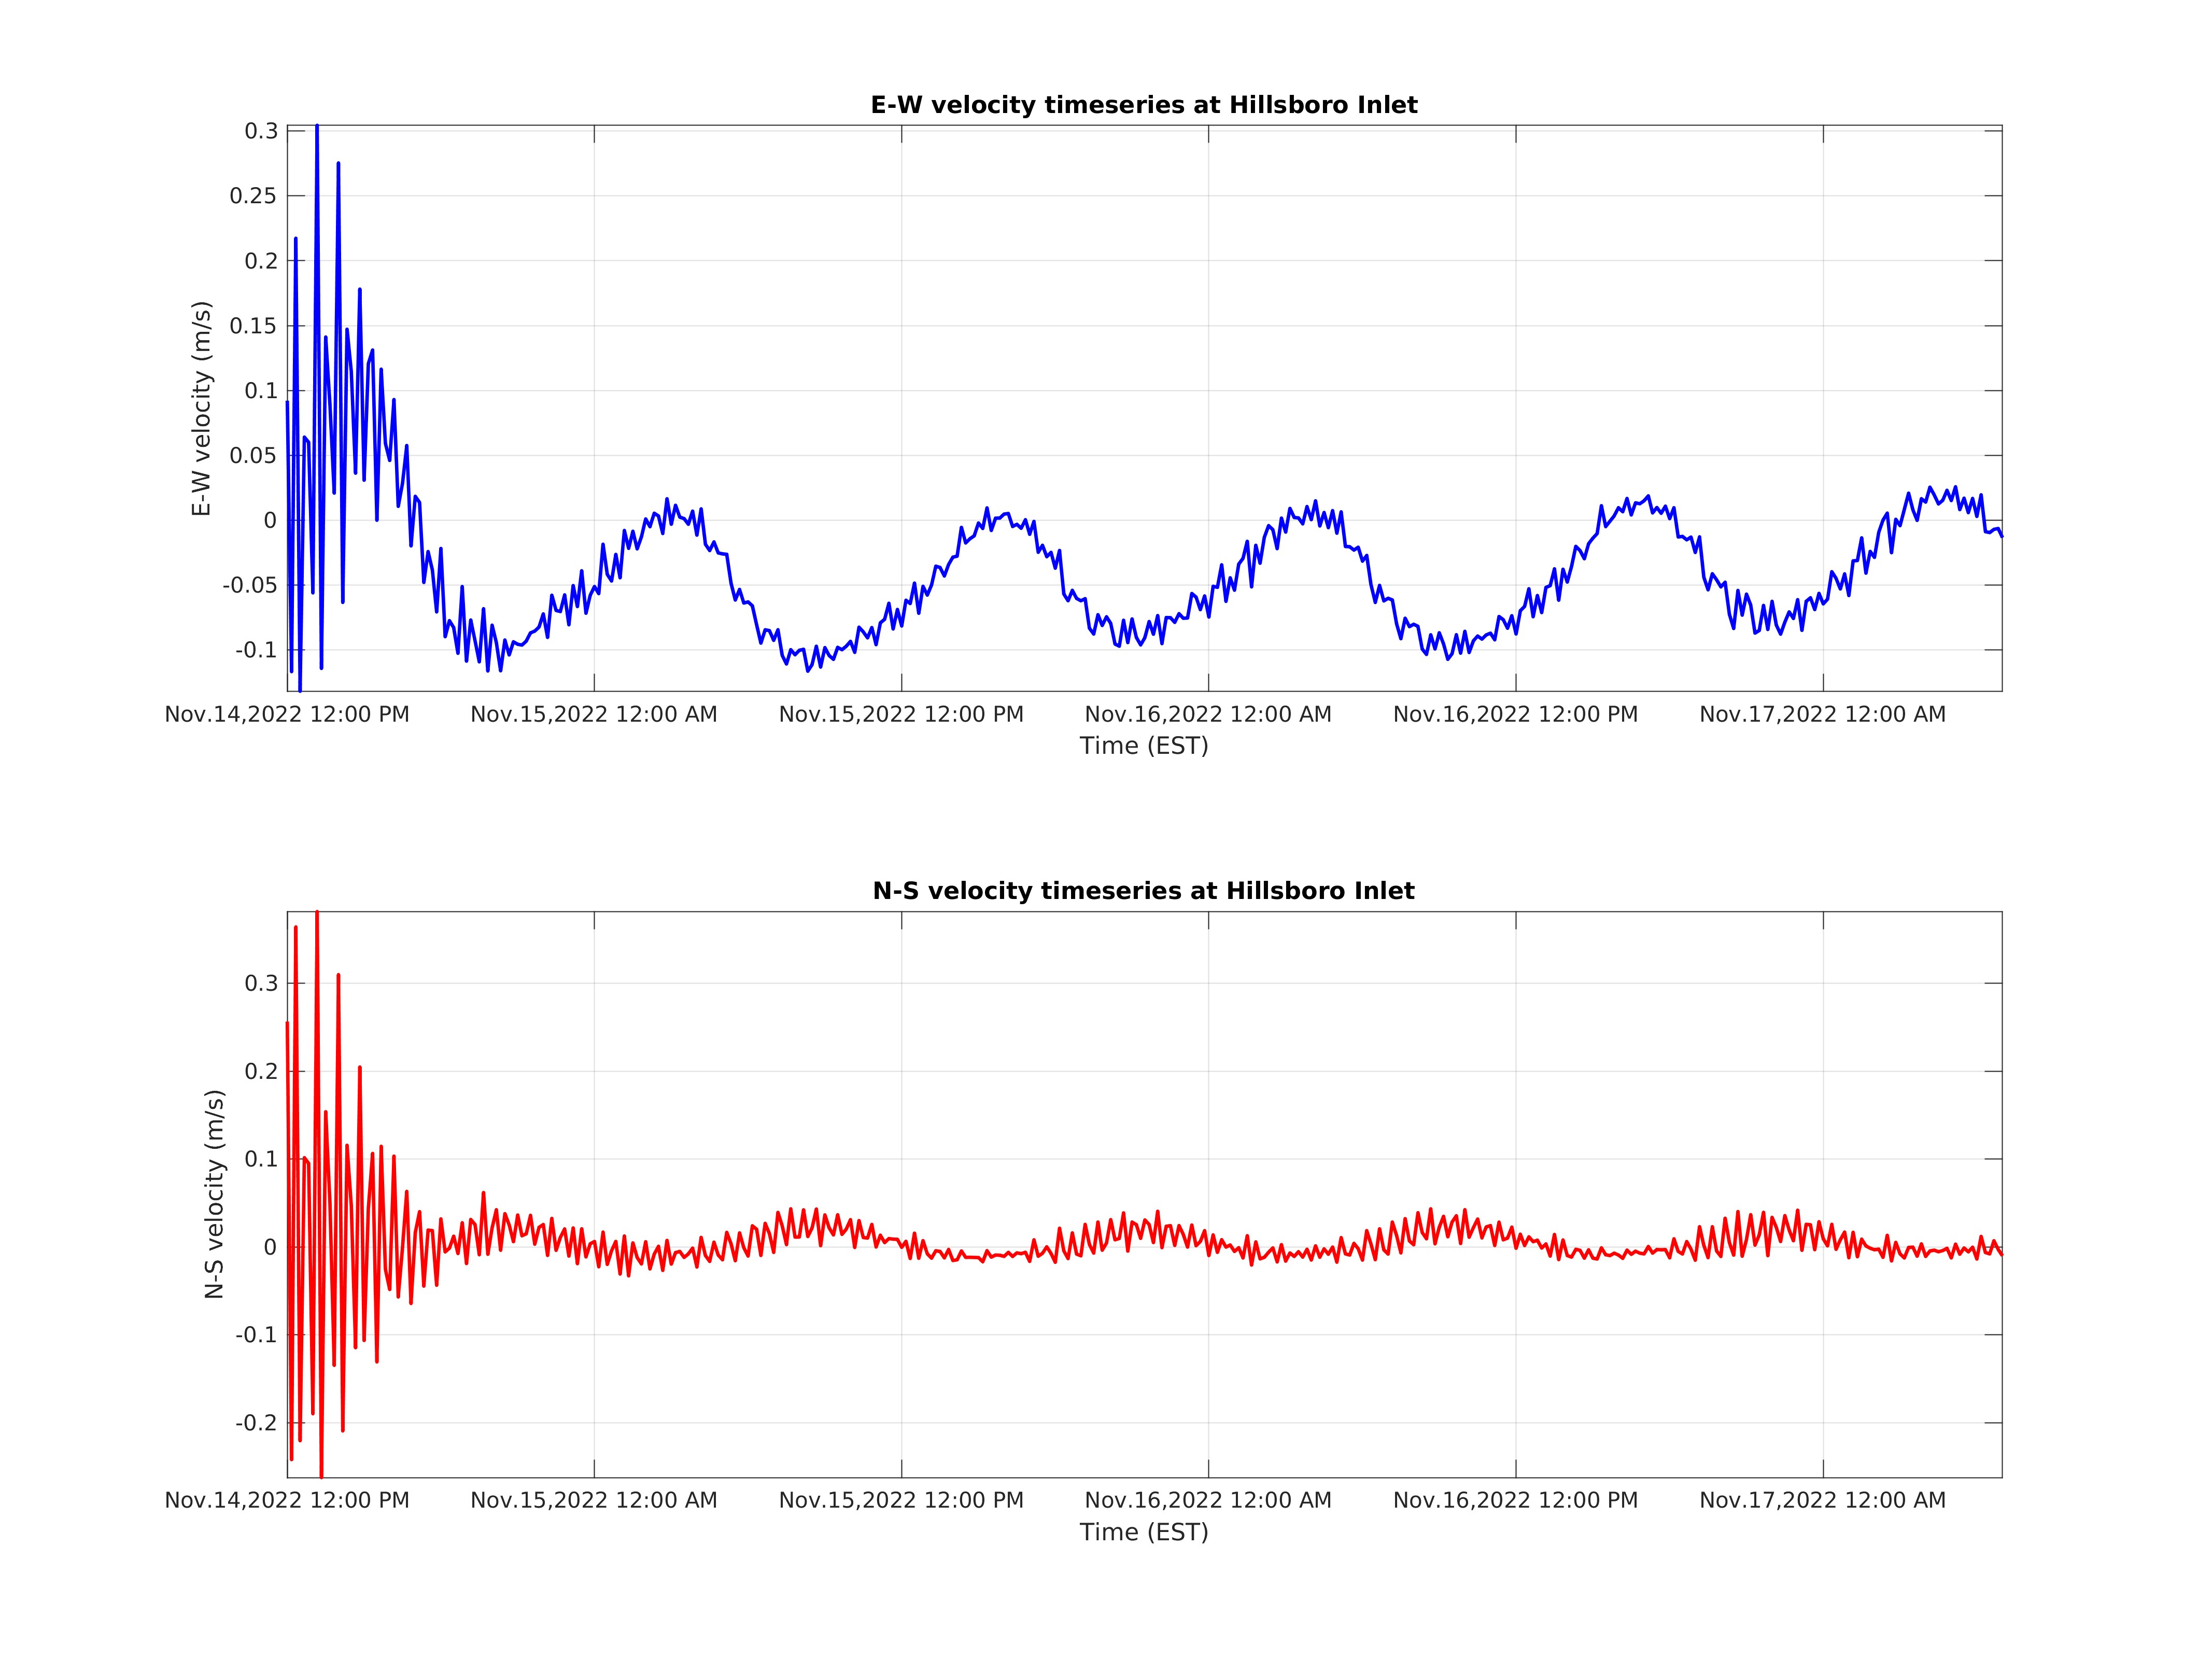 E-W velocity timeseries at Hillsboro Inlet
E-W velocity (m/s)
0.3
0.25
0.2
0.15
0.1
0.05
0
-0.05
-0.1
Nov.14,2022 12:00 PM Nov.15,2022 12:00 AM Nov.15,2022 12:00 PM Nov.16,2022 12:00 AM Nov.16,2022 12:00 PM Nov.17,2022 12:00 AM
Time (EST)
N-S velocity timeseries at Hillsboro Inlet
N-S velocity (m/s)
0.3
0.2
0.1
0
-0.1
-0.2
Nov.14,2022 12:00 PM Nov.15,2022 12:00 AM Nov.15,2022 12:00 PM Nov.16,2022 12:00 AM Nov.16,2022 12:00 PM Nov.17,2022 12:00 AM
Time (EST)